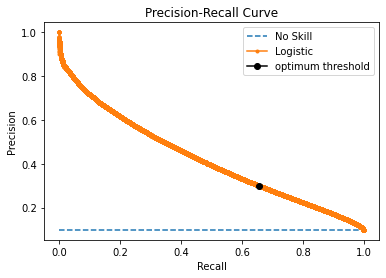 Precision-Recall Curve
No Skill
Logistic
optimum threshold
Precision
1.0
0.8
0.6
0.4
0.2
0.0 0.2 0.4 0.6 0.8 1.0
Recall